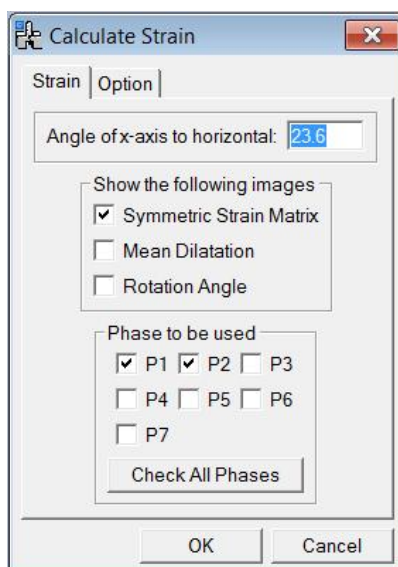 Calculate Strain
Strain Option
Angle of x-axis to horizontal: 23.6
Show the following images
Symmetric Strain Matrix
Mean Dilatation
Rotation Angle
Phase to be used
P1 P2 P3
P4 P5 P6
P7
Check All Phases
OK Cancel